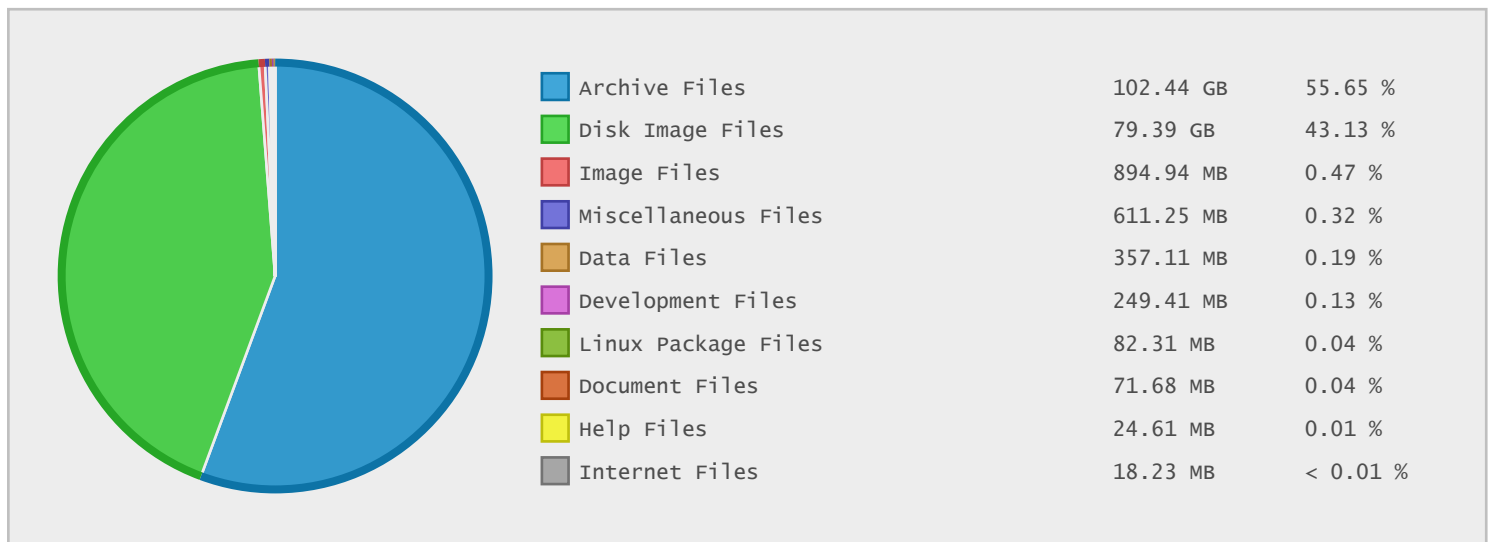 Archive Files 102.44 GB 55.65 %
Disk Image Files 79.39 GB 43.13 %
Image Files 894.94 MB 0.47 %
Miscellaneous Files 611.25 MB 0.32 %
Data Files 357.11 MB 0.19 %
Development Files 249.41 MB 0.13 %
Linux Package Files 82.31 MB 0.04 %
Document Files 71.68 MB 0.04 %
Help Files 24.61 MB 0.01 %
Internet Files 18.23 MB < 0.01 %